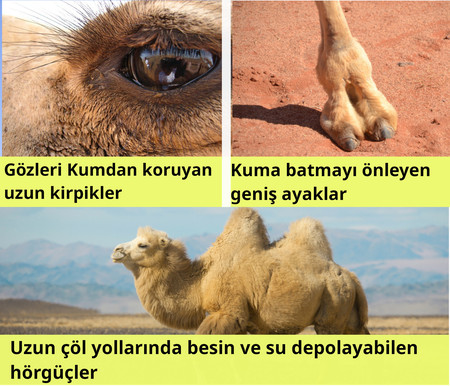 Gözleri Kumdan koruyan
uzun kirpikler
Kuma batmayı önleyen
geniş ayaklar
Uzun çöl yollarında besin ve su depolayabilen
hörgüçler